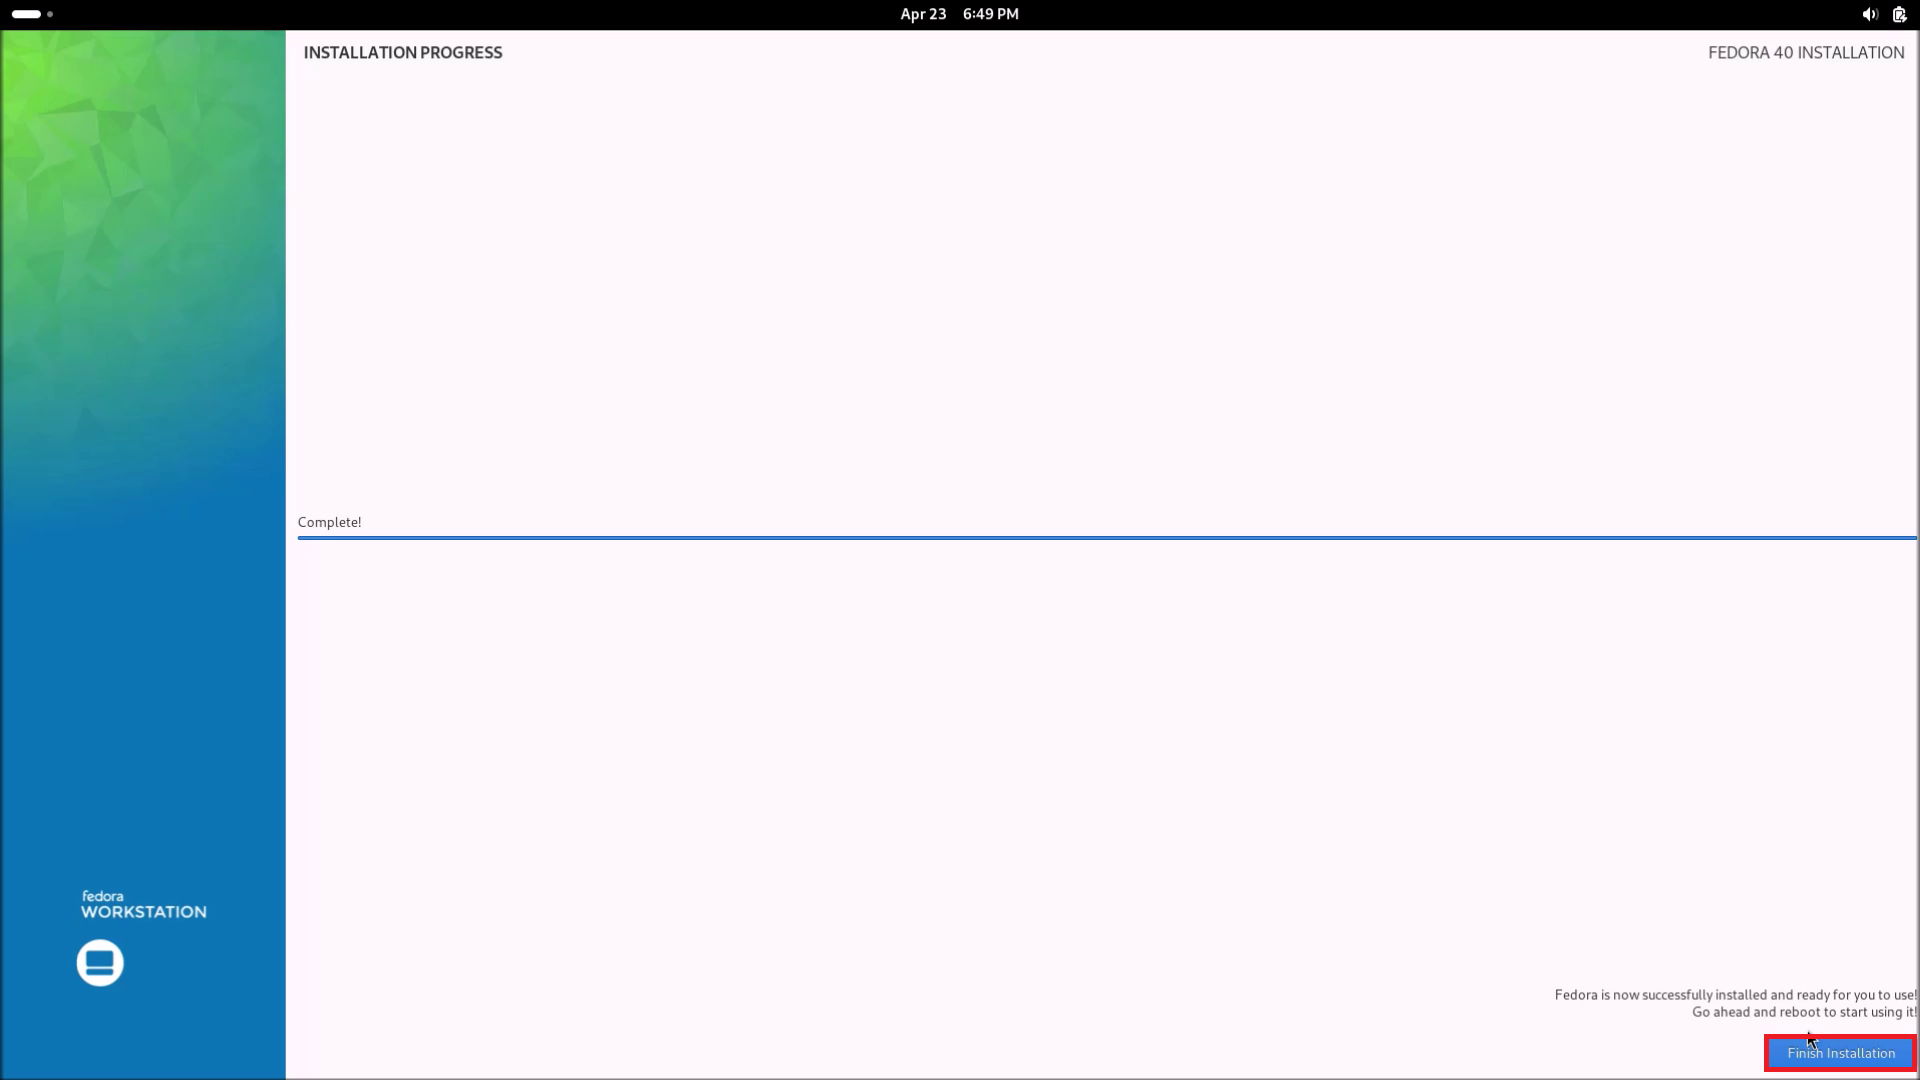 Apr 23 6:49 PM
INSTALLATION PROGRESS
FEDORA 40 INSTALLATION
Complete!
fedora
WORKSTATION
Fedora is now successfully installed and ready for you to use!
Go ahead and reboot to start using it!
Finish Installation